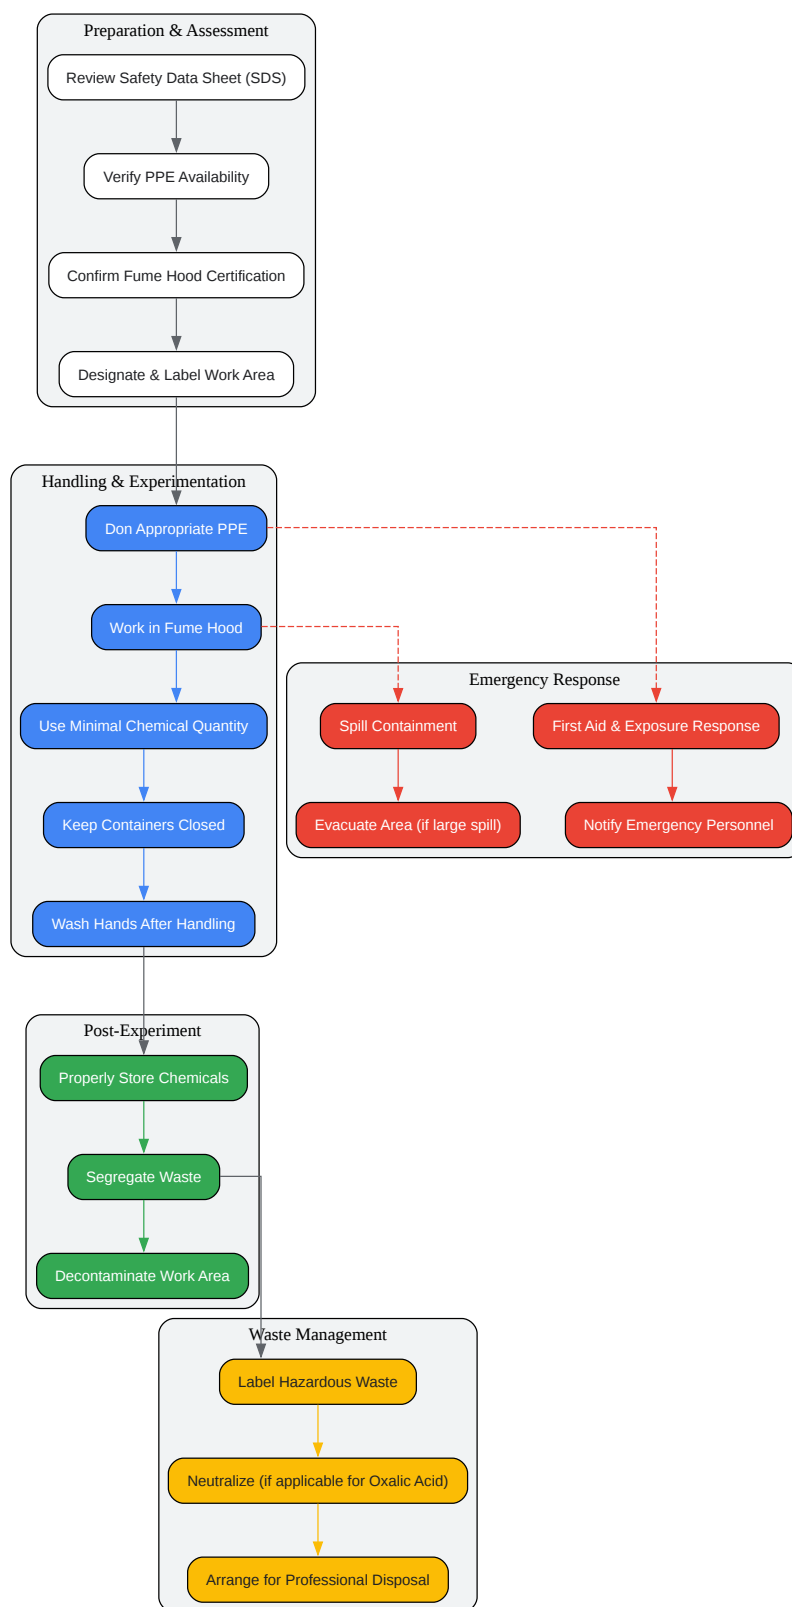 Preparation & Assessment
Review Safety Data Sheet (SDS)
Verify PPE Availability
Confirm Fume Hood Certification
Designate & Label Work Area
Handling & Experimentation
Don Appropriate PPE
Work in Fume Hood
Use Minimal Chemical Quantity
Keep Containers Closed
Wash Hands After Handling
Emergency Response
Spill Containment
First Aid & Exposure Response
Evacuate Area (if large spill)
Notify Emergency Personnel
Post-Experiment
Properly Store Chemicals
Segregate Waste
Decontaminate Work Area
Waste Management
Label Hazardous Waste
Neutralize (if applicable for Oxalic Acid)
Arrange for Professional Disposal